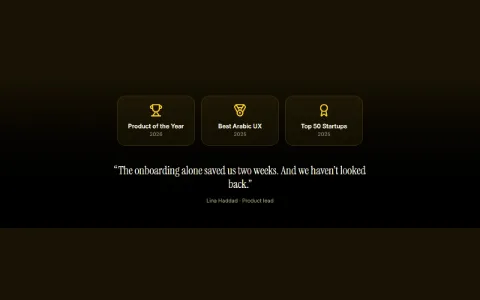 Product of the Year
2026
Best Arabic UX
2025
Top 50 Startups
2025
“The onboarding alone saved us two weeks. And we haven’t looked
back.”
Lina Haddad · Product lead